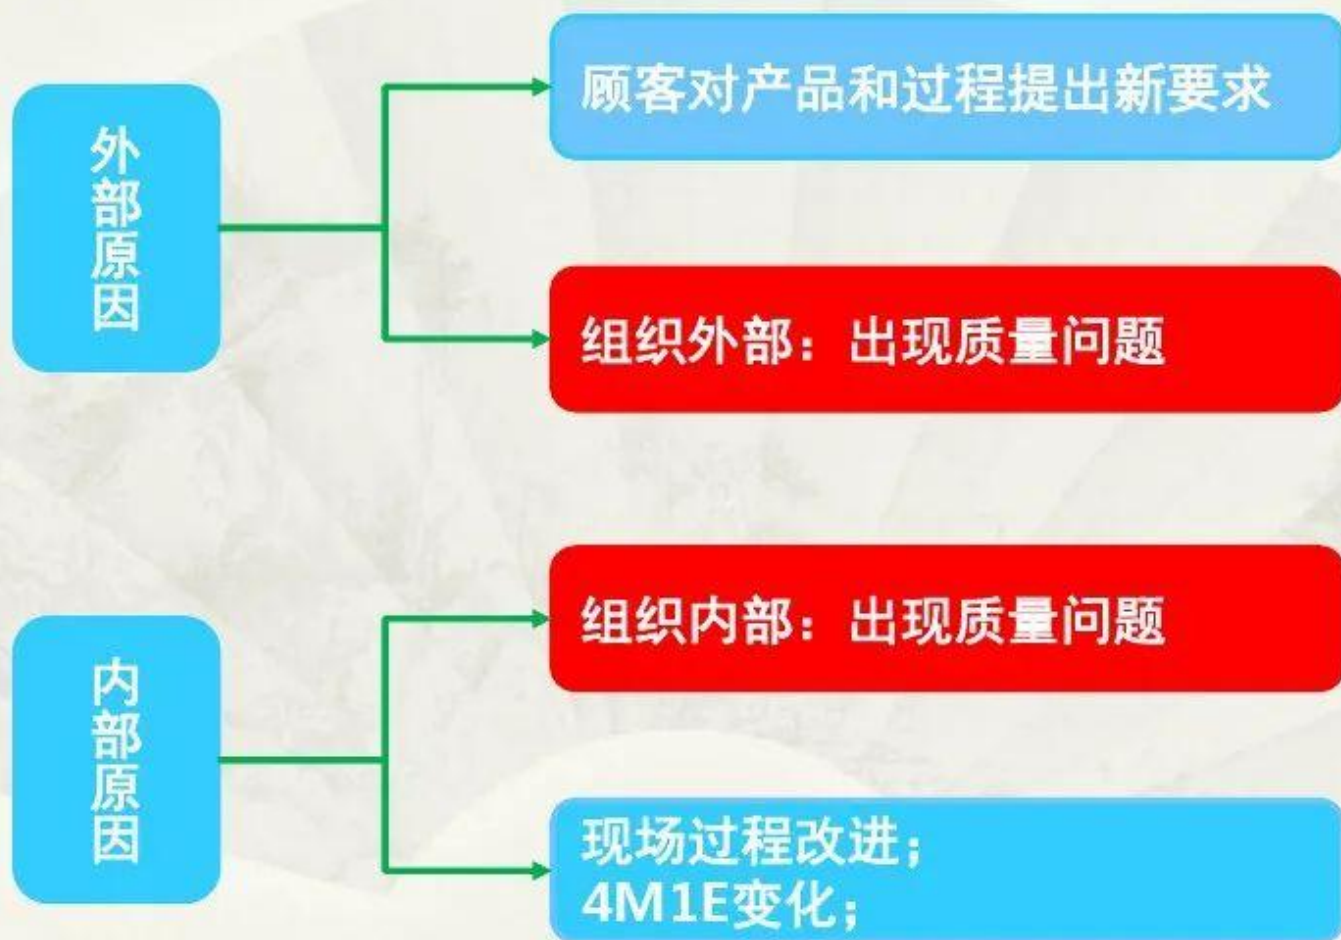 外部原因
顾客对产品和过程提出新要求
组织外部：出现质量问题
内部原因
组织内部：出现质量问题
现场过程改进；
4M1E变化；